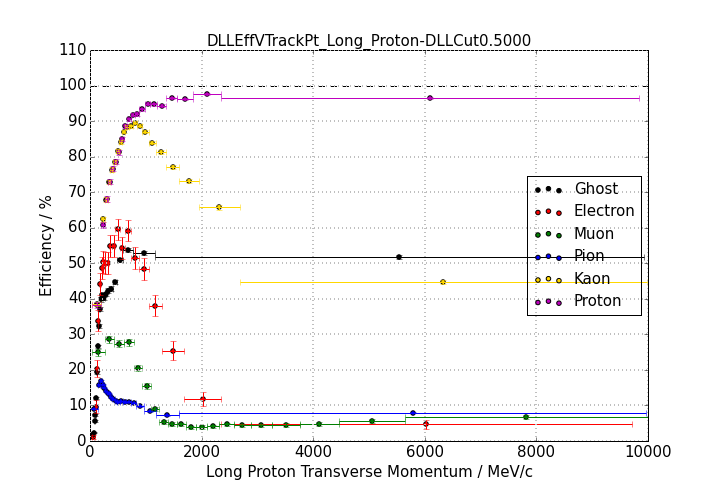 DLLEffVTrackPt_Long_Proton-DLLCut0.5000
110
100
90
80
70
60
50
40
30
20
10
0
Efficiency / %
Ghost
Electron
Muon
Pion
Kaon
Proton
0 2000 4000 6000 8000 10000
Long Proton Transverse Momentum / MeV/c